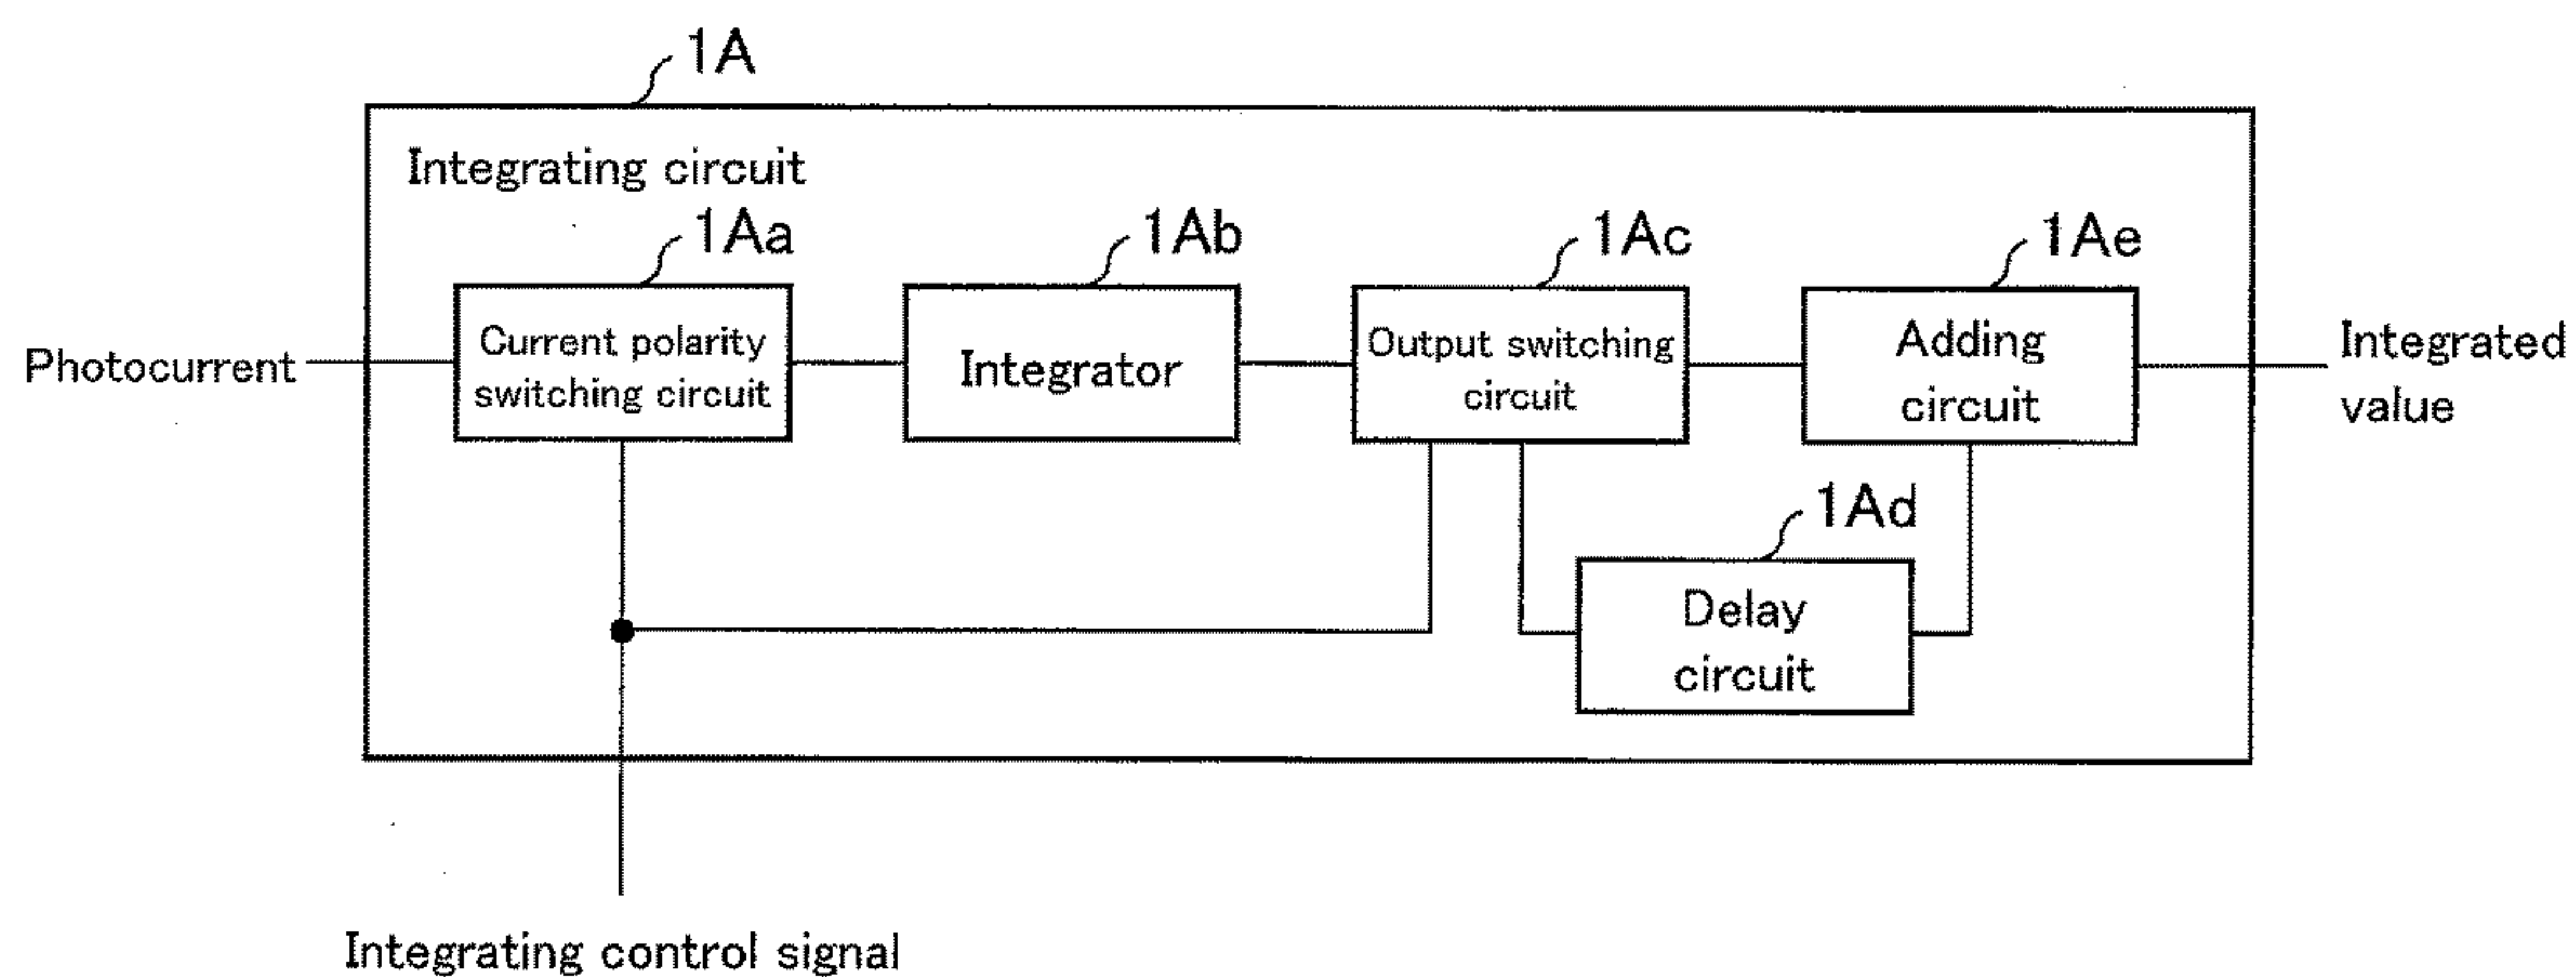 1A
Integrating circuit
1Aa
1Ab
1Ac
1Ae
Photocurrent
Current polarity
switching circuit
Integrator
Output switching
circuit
Adding
circuit
Integrated
value
1Ad
Delay
circuit
Integrating control signal